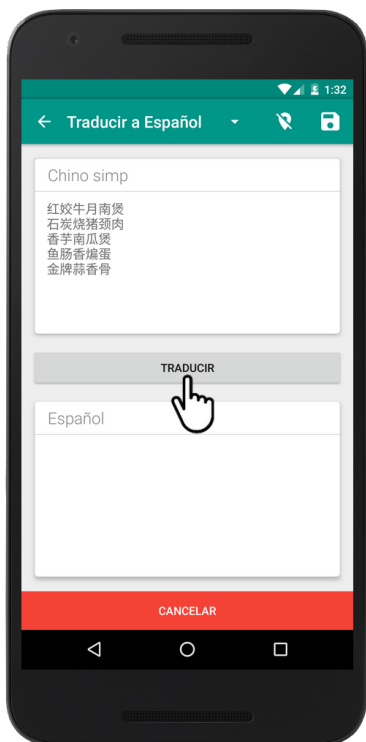 1:32
Traducir a Español
Chino simp
红姣牛月南煲
石炭烧猪颈肉
香芋南瓜煲
鱼肠香煸蛋
金牌蒜香骨
TRADUCIR
Español
CANCELAR